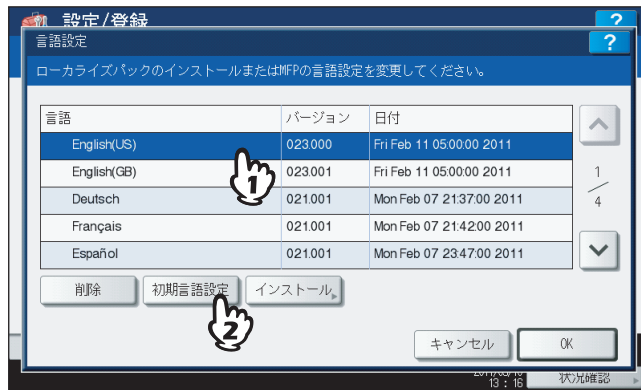 設定/登録
?
言語設定
?
ローカライズパックのインストールまたはMFPの言語設定を変更してください。
言語 バージョン 日付
English(US) 023.000 Fri Feb 11 05:00:00 2011
English(GB) 023.001 Fri Feb 11 05:00:00 2011
Deutsch 021.001 Mon Feb 07 21:37:00 2011
Français 021.001 Mon Feb 07 21:42:00 2011
Español 021.001 Mon Feb 07 23:47:00 2011
1
1
4
削除 初期言語設定 インストール
2
キャンセル OK
13 : 16 状況確認